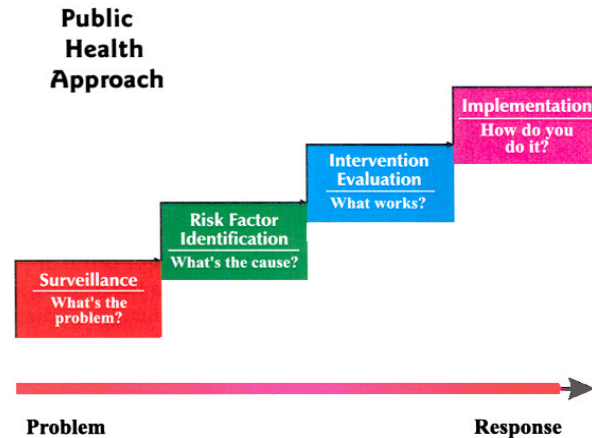 Public
Health
Approach
Implementation
How do you
do it?
Intervention
Evaluation
What works?
Risk Factor
Identification
What's the cause?
Surveillance
What's the
problem?
Problem
Response